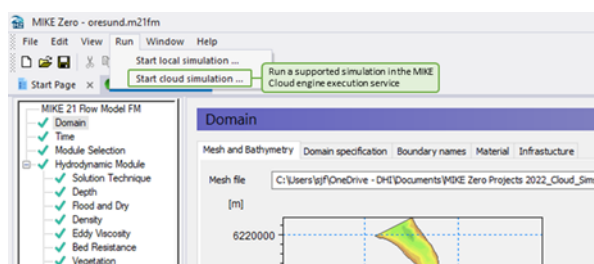 MIKE Zero - oresund.m21fm
File Edit View Run Window Help
Start local simulation ...
Start cloud simulation ...
Run a supported simulation in the MIKE
Cloud engine execution service
Start Page
MIKE 21 Flow Model FM
Domain
Time
Module Selection
Hydrodynamic Module
Solution Technique
Depth
Flood and Dry
Density
Eddy Viscosity
Bed Resistance
Vegetation
Domain
Mesh and Bathymetry Domain specification Boundary names Material Infrastucture
Mesh file C:\Users\sjf\OneDrive - DHI\Documents\MIKE Zero Projects 2022_Cloud_Sim
[m]
6220000